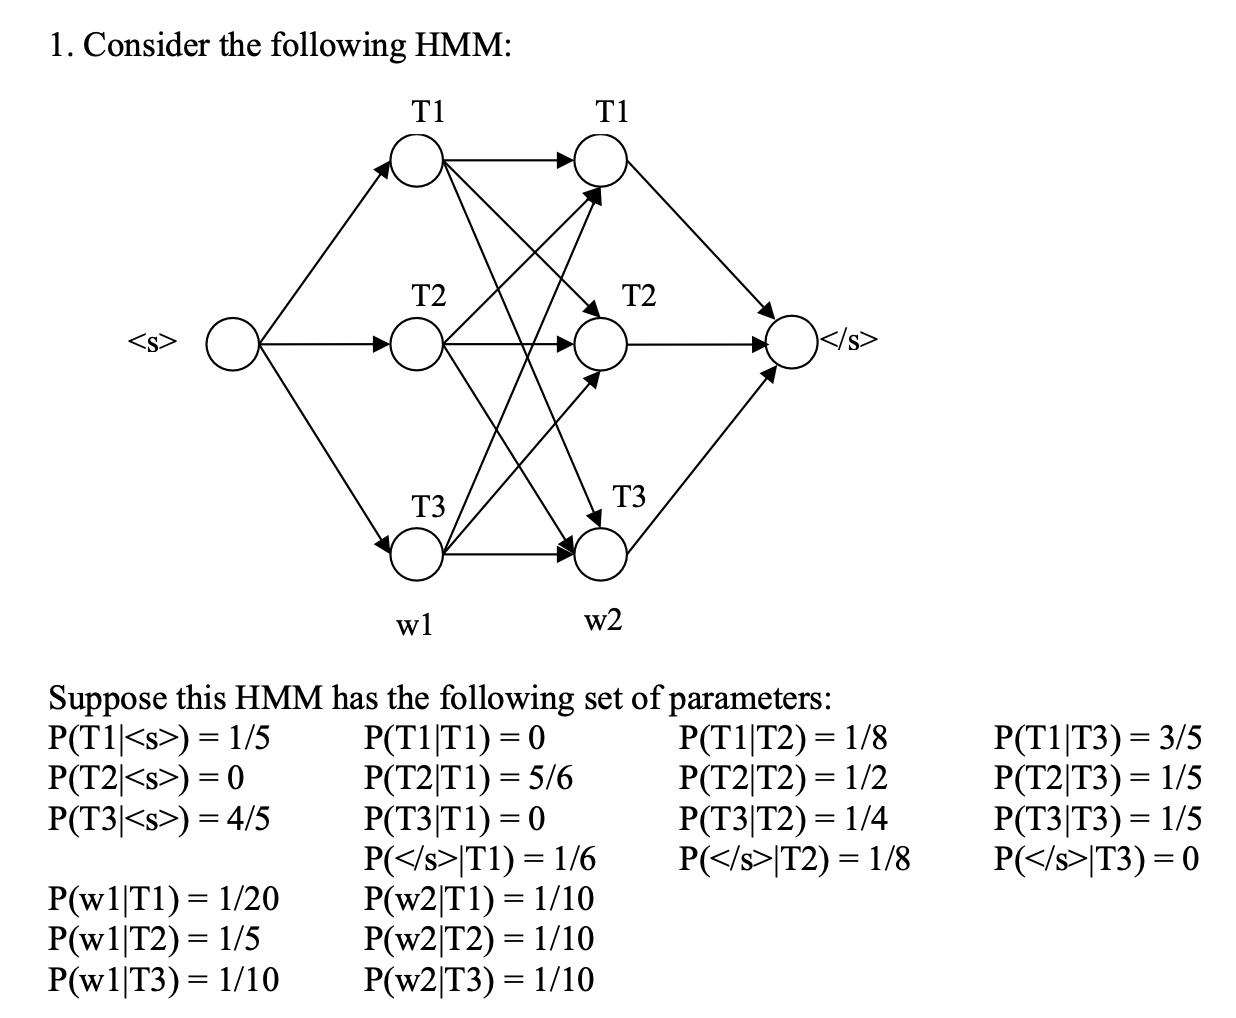 1. Consider the following HMM:
T1 T1
T2 T2
<s> </s>
T3 T3
w1 w2
Suppose this HMM has the following set of parameters:
P(T1|<s>) = 1/5 P(T1|T1) = 0 P(T1|T2) = 1/8 P(T1|T3) = 3/5
P(T2|<s>) = 0 P(T2|T1) = 5/6 P(T2|T2) = 1/2 P(T2|T3) = 1/5
P(T3|<s>) = 4/5 P(T3|T1) = 0 P(T3|T2) = 1/4 P(T3|T3) = 1/5
P(</s>|T1) = 1/6 P(</s>|T2) = 1/8 P(</s>|T3) = 0
P(w1|T1) = 1/20 P(w2|T1) = 1/10
P(w1|T2) = 1/5 P(w2|T2) = 1/10
P(w1|T3) = 1/10 P(w2|T3) = 1/10